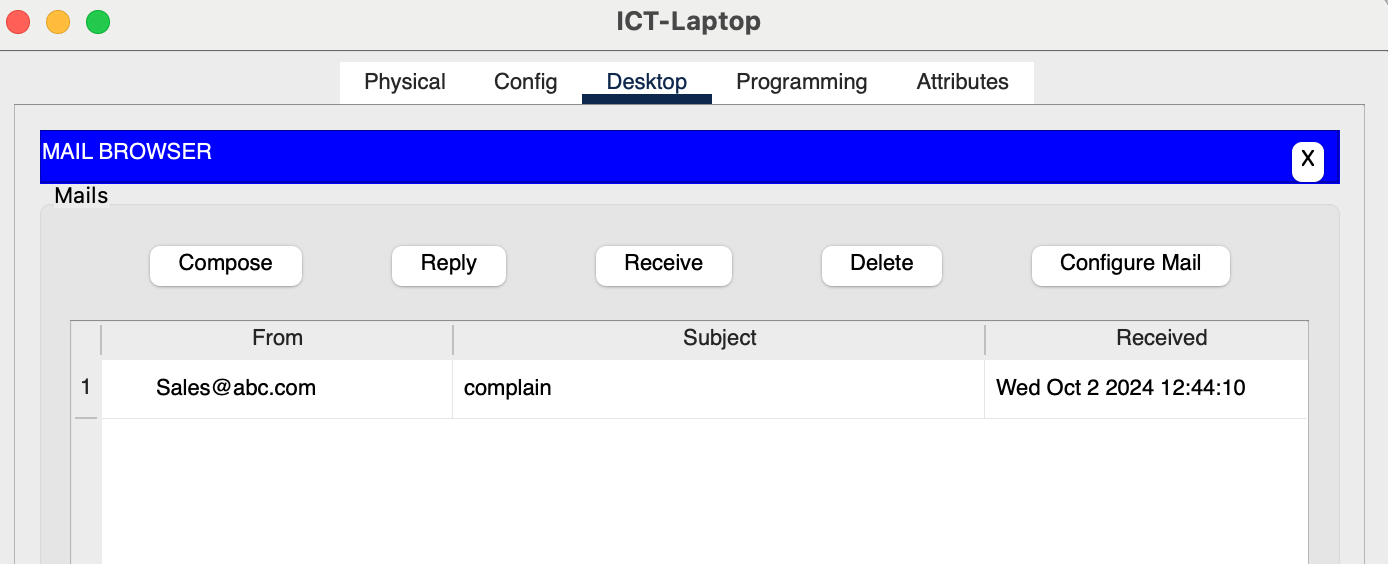 ICT-Laptop
Physical Config Desktop Programming Attributes
MAIL BROWSER X
Mails
Compose Reply Receive Delete Configure Mail
From Subject Received
1 Sales@abc.com complain Wed Oct 2 2024 12:44:10